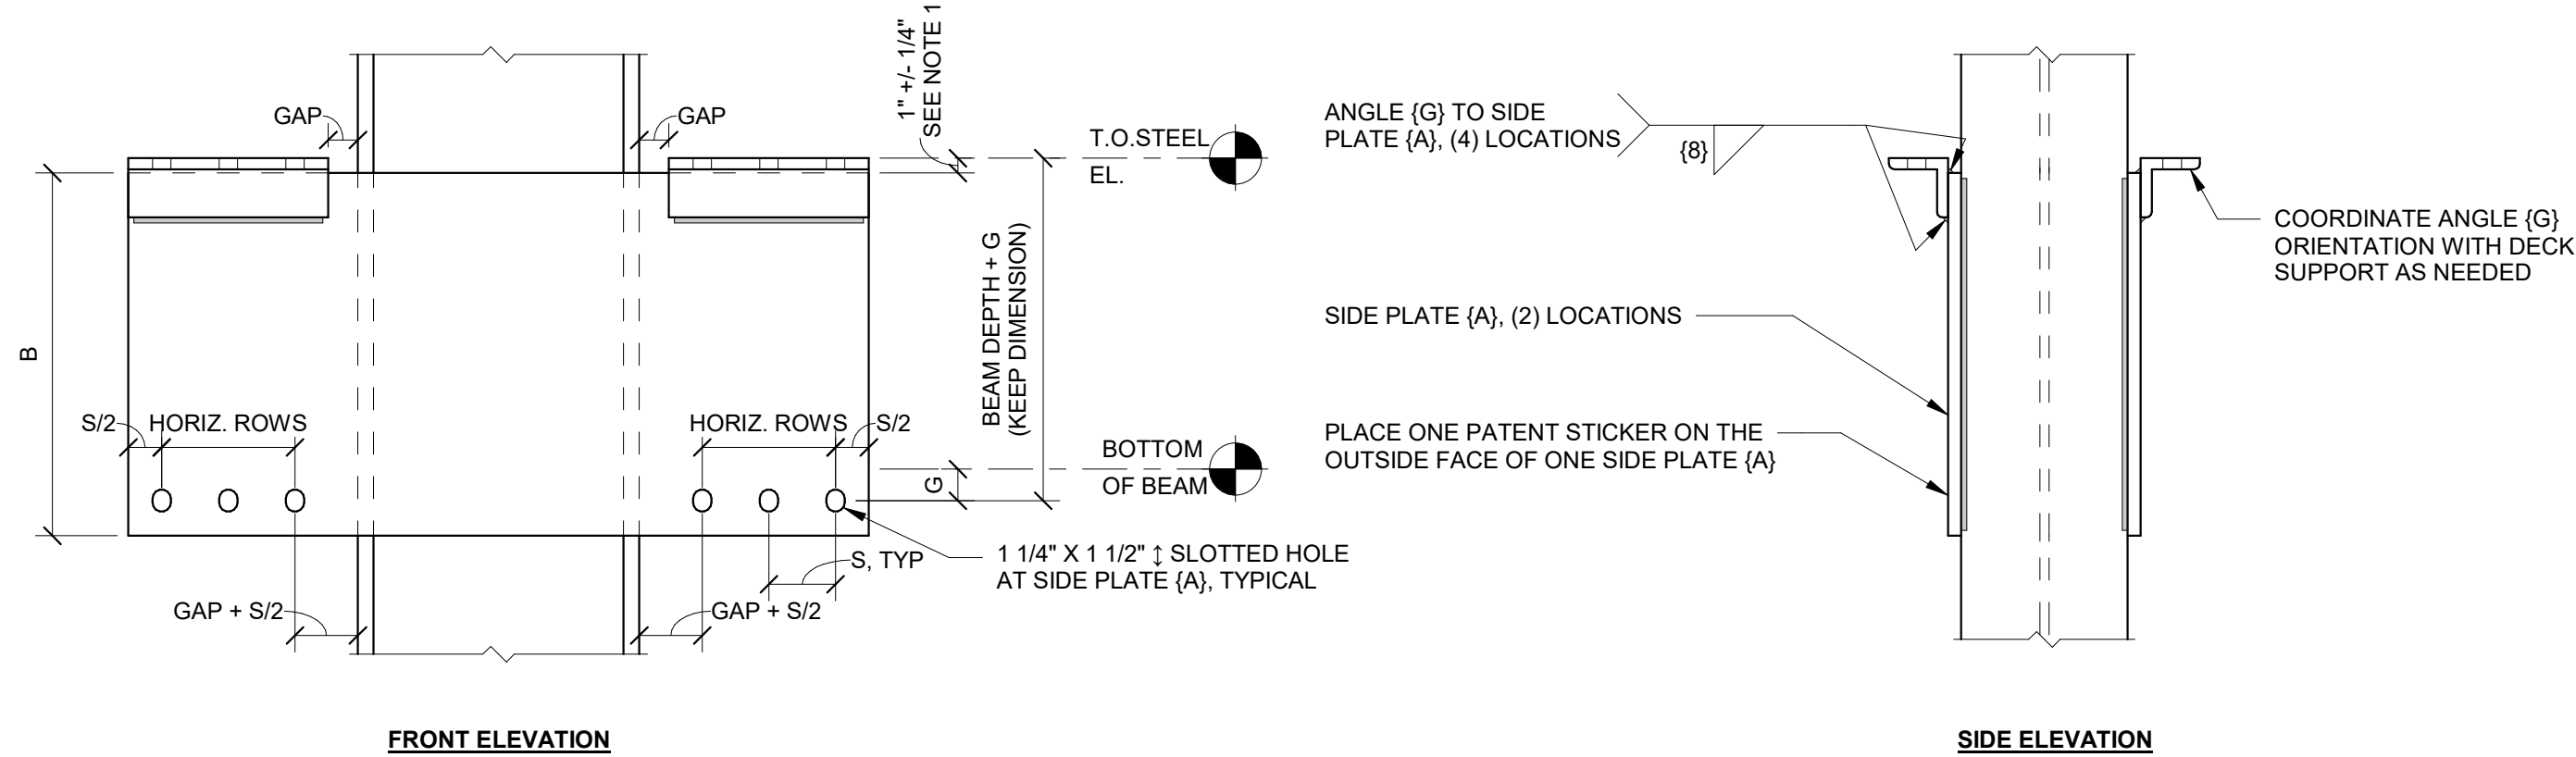 1" +/- 1/4"
SEE NOTE 1
GAP
GAP
T.O.STEEL
EL.
B
BEAM DEPTH + G
(KEEP DIMENSION)
S/2
HORIZ. ROWS
HORIZ. ROWS
S/2
BOTTOM
OF BEAM
G
S, TYP
1 1/4" X 1 1/2" ↕ SLOTTED HOLE
AT SIDE PLATE {A}, TYPICAL
GAP + S/2
GAP + S/2
FRONT ELEVATION
ANGLE {G} TO SIDE
PLATE {A}, (4) LOCATIONS
{8}
COORDINATE ANGLE {G}
ORIENTATION WITH DECK
SUPPORT AS NEEDED
SIDE PLATE {A}, (2) LOCATIONS
PLACE ONE PATENT STICKER ON THE
OUTSIDE FACE OF ONE SIDE PLATE {A}
SIDE ELEVATION